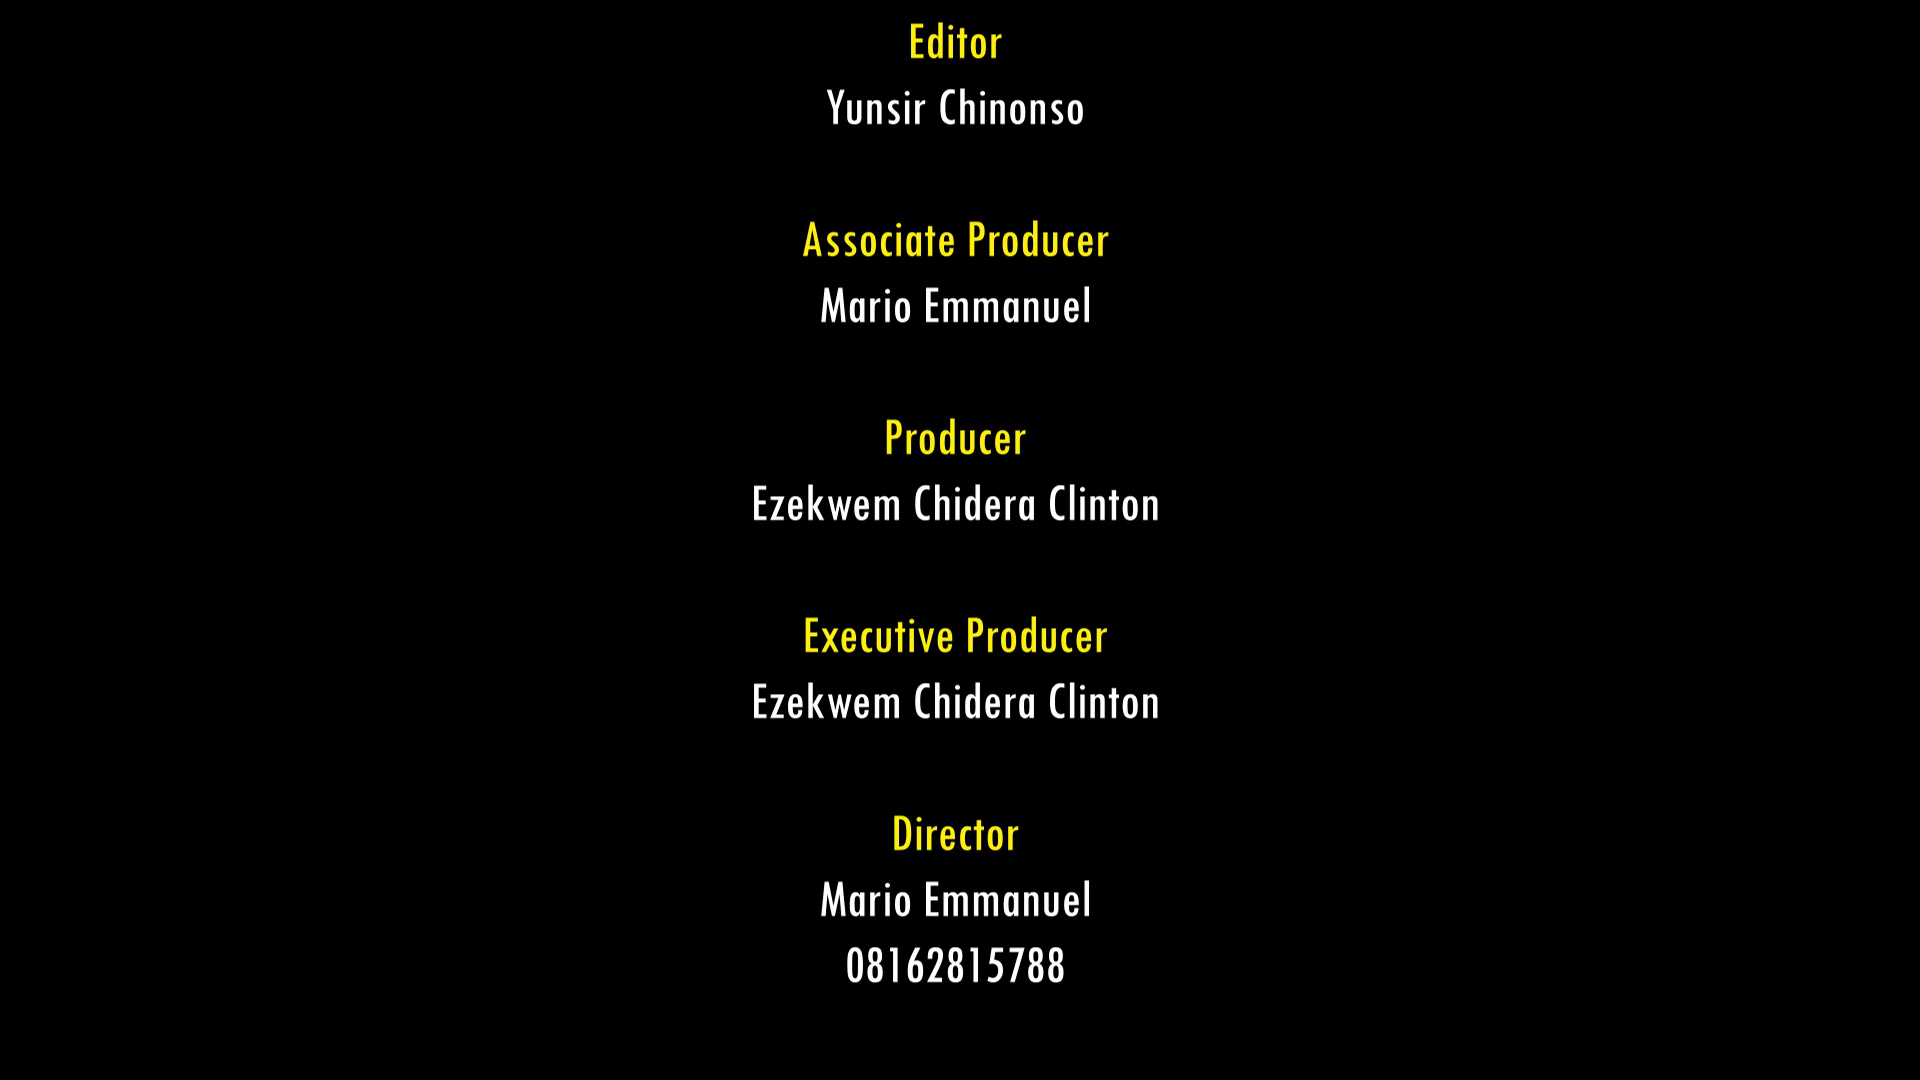 Editor
Yunsir Chinonso
Associate Producer
Mario Emmanuel
Producer
Ezekwem Chidera Clinton
Executive Producer
Ezekwem Chidera Clinton
Director
Mario Emmanuel
08162815788